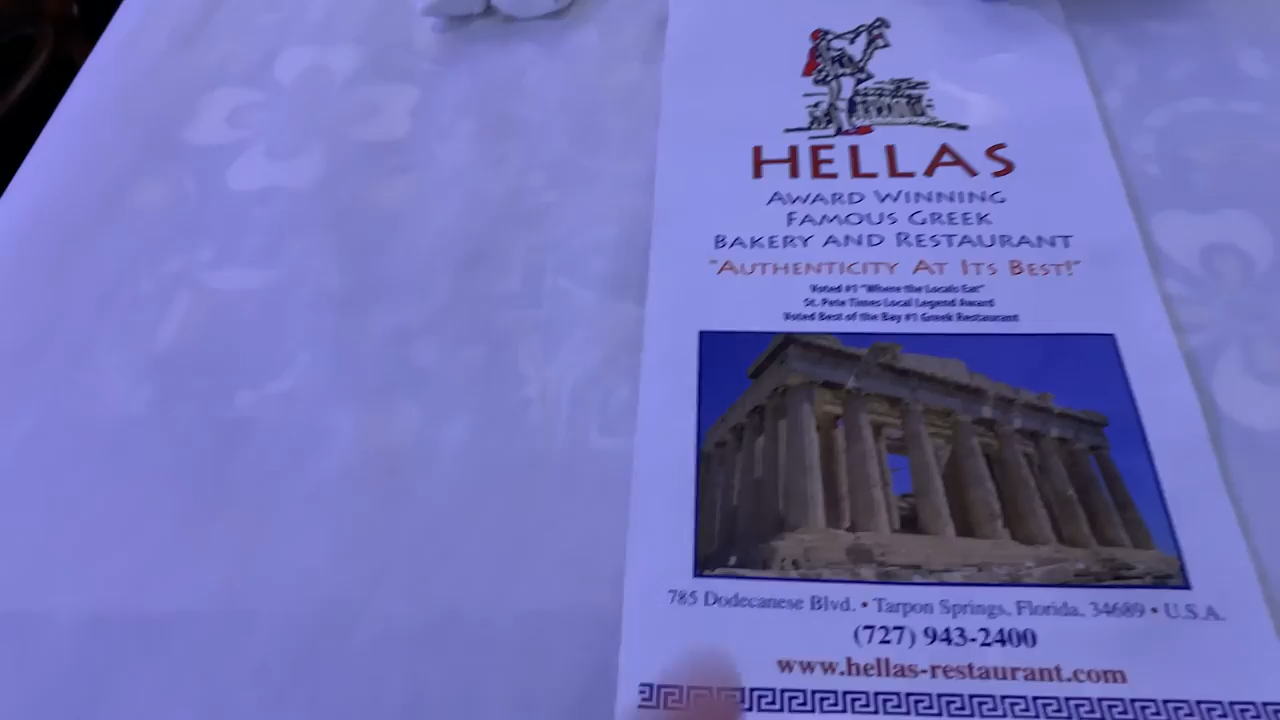 HELLAS
AWARD WINNING
FAMOUS GREEK
BAKERY AND RESTAURANT
"AUTHENTICITY AT ITS BEST!"
Voted #1 "Where the Locals Eat"
St. Pete Times Local Legend Award
Voted Best of the Bay #1 Greek Restaurant
785 Dodecanese Blvd. • Tarpon Springs, Florida, 34689 • U.S.A.
(727) 943-2400
www.hellas-restaurant.com